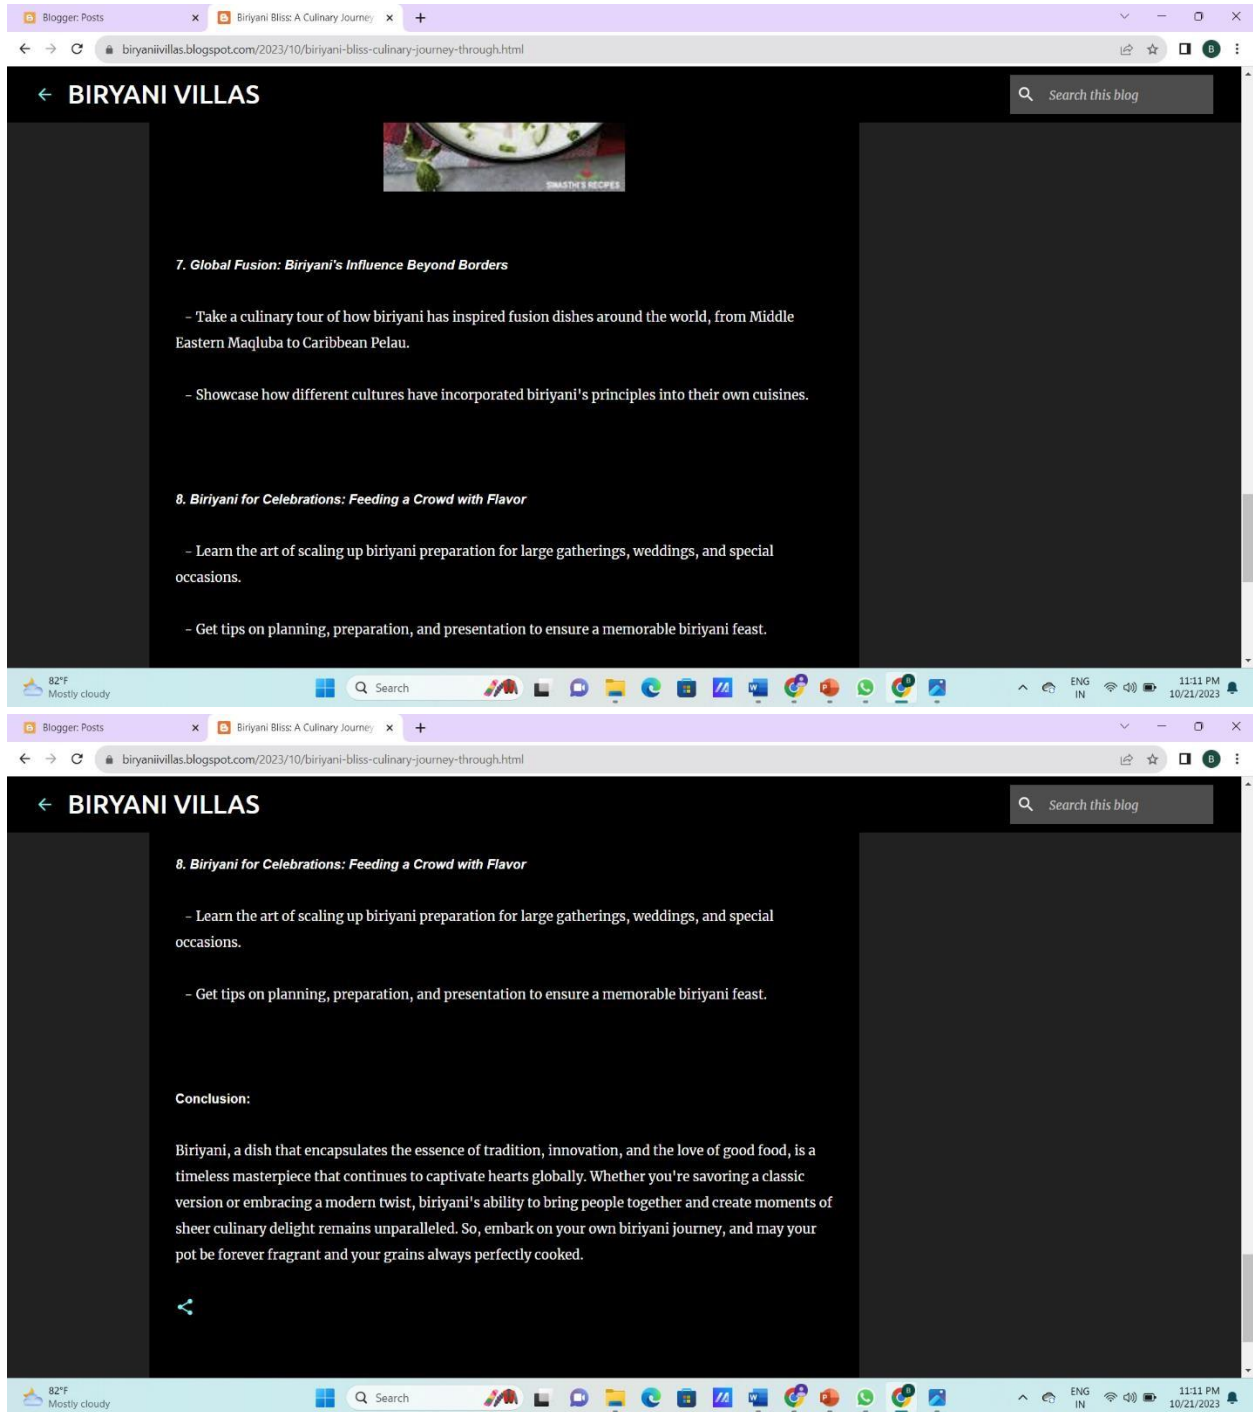 Blogger: Posts
Biriyani Bliss: A Culinary Journey
biryaniivillas.blogspot.com/2023/10/biriyani-bliss-culinary-journey-through.html
B
BIRYANI VILLAS
Search this blog
SWASTHI'S RECIPES
7. Global Fusion: Biriyani's Influence Beyond Borders
- Take a culinary tour of how biriyani has inspired fusion dishes around the world, from Middle
Eastern Maqluba to Caribbean Pelau.
- Showcase how different cultures have incorporated biriyani's principles into their own cuisines.
8. Biriyani for Celebrations: Feeding a Crowd with Flavor
- Learn the art of scaling up biriyani preparation for large gatherings, weddings, and special
occasions.
- Get tips on planning, preparation, and presentation to ensure a memorable biriyani feast.
82°F
Mostly cloudy
Search
ENG
IN
11:11 PM
10/21/2023
Blogger: Posts
Biriyani Bliss: A Culinary Journey
biryaniivillas.blogspot.com/2023/10/biriyani-bliss-culinary-journey-through.html
B
BIRYANI VILLAS
Search this blog
8. Biriyani for Celebrations: Feeding a Crowd with Flavor
- Learn the art of scaling up biriyani preparation for large gatherings, weddings, and special
occasions.
- Get tips on planning, preparation, and presentation to ensure a memorable biriyani feast.
Conclusion:
Biriyani, a dish that encapsulates the essence of tradition, innovation, and the love of good food, is a
timeless masterpiece that continues to captivate hearts globally. Whether you're savoring a classic
version or embracing a modern twist, biriyani's ability to bring people together and create moments of
sheer culinary delight remains unparalleled. So, embark on your own biriyani journey, and may your
pot be forever fragrant and your grains always perfectly cooked.
82°F
Mostly cloudy
Search
ENG
IN
11:11 PM
10/21/2023